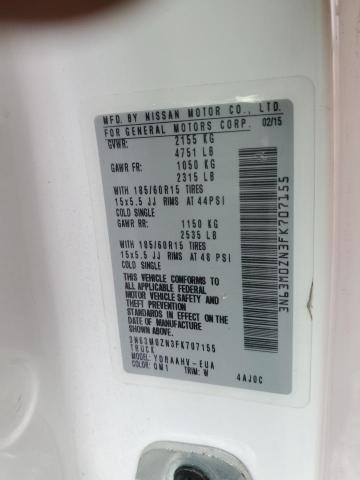 MFG. BY NISSAN MOTOR CO., LTD.
FOR GENERAL MOTORS CORP. 02/15
GVWR: 2155 KG
4751 LB
GAWR FR: 1050 KG
2315 LB
WITH 185/60R15 TIRES
15x5.5 JJ RIMS AT 44PSI
COLD SINGLE
GAWR RR: 1150 KG
2535 LB
WITH 185/60R15 TIRES
15x5.5 JJ RIMS AT 48 PSI
COLD SINGLE
THIS VEHICLE CONFORMS TO
ALL APPLICABLE FEDERAL
MOTOR VEHICLE SAFETY AND
THEFT PREVENTION
STANDARDS IN EFFECT ON
THE DATE OF MANUFACTURE
SHOWN ABOVE.
3N63M0ZN3FK707155
TRUCK
MODEL: YDRAAHV-EUA
COLOR: QM1 TRIM: W
4AJ0C
3N63M0ZN3FK707155